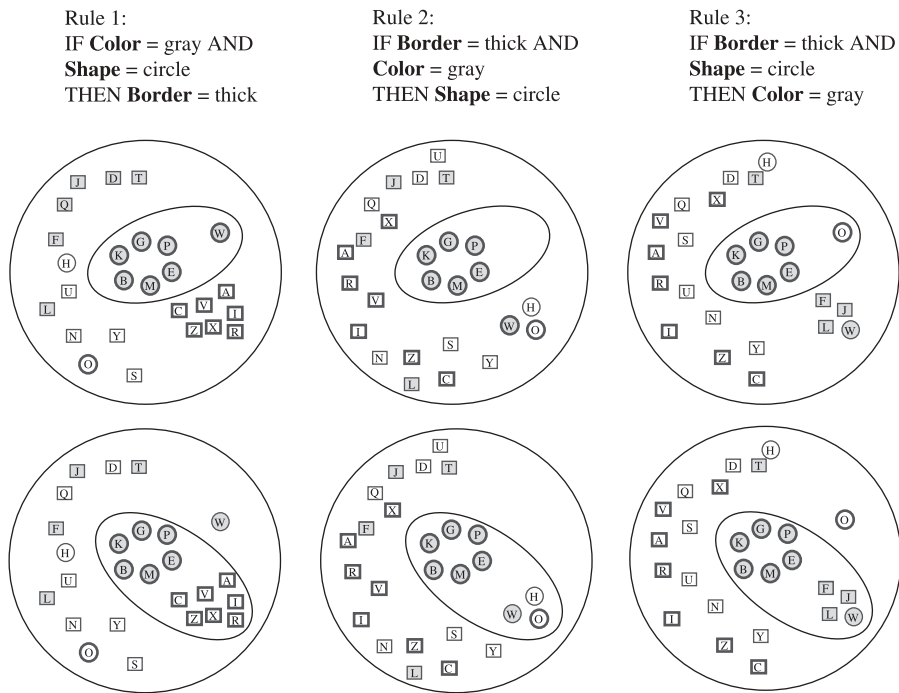 Rule 1:
IF Color = gray AND
Shape = circle
THEN Border = thick
Rule 2:
IF Border = thick AND
Color = gray
THEN Shape = circle
Rule 3:
IF Border = thick AND
Shape = circle
THEN Color = gray
J D T
Q
G P W
F K
H E
B M
U A
L C V I
Z X R
N Y
O
S
U
J D T
Q
X
F G P
A K
E
R B M
V H
W O
I
S
N Z Y
L C
H
D T
X
Q
V
S G P O
A K
E
R B M
U F J
N L W
I
Y
Z
C
J D T
Q
W
G P
F K
H E
B M
U A
C V I
L Z X R
N Y
O
S
U
J D T
Q
X
F G P
A K
E
R B M
V H
W O
I
S
N Z Y
L C
H
D T
X
Q
V
O
S G P
A K
E
R B M
U F J
N L W
I
Y
Z
C